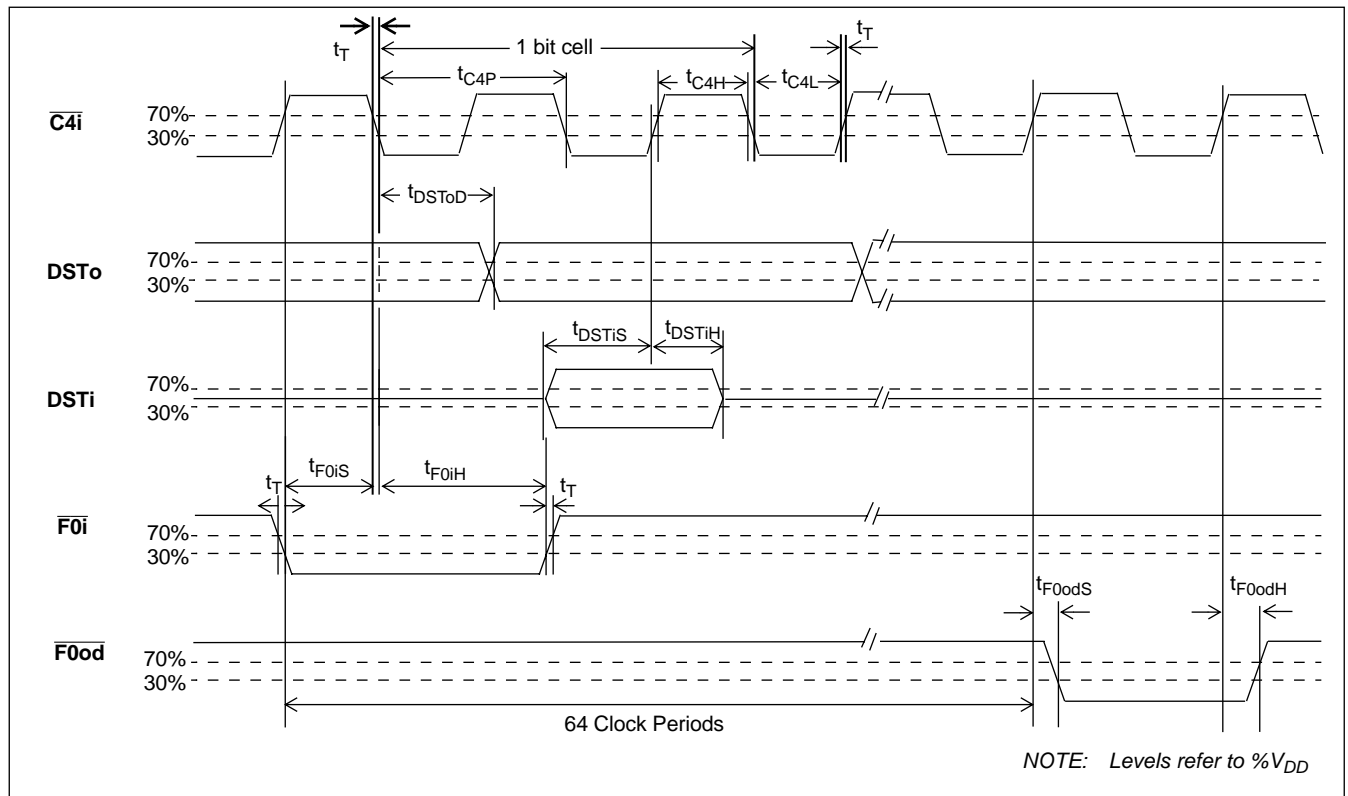 tT
1 bit cell
tT
tC4P
tC4H
tC4L
C4i
70%
30%
tDSToD
DSTo
70%
30%
tDSTiS
tDSTiH
DSTi
70%
30%
tT
tF0iS
tF0iH
tT
F0i
70%
30%
tF0odS
tF0odH
F0od
70%
30%
64 Clock Periods
NOTE: Levels refer to %VDD